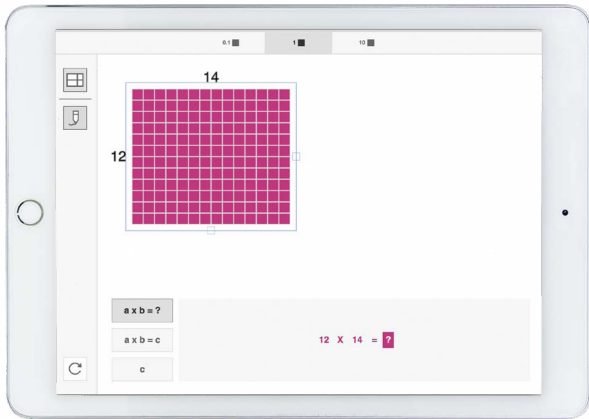 0.1 1 10
14
12
a x b = ?
a x b = c
c
12 X 14 = ?